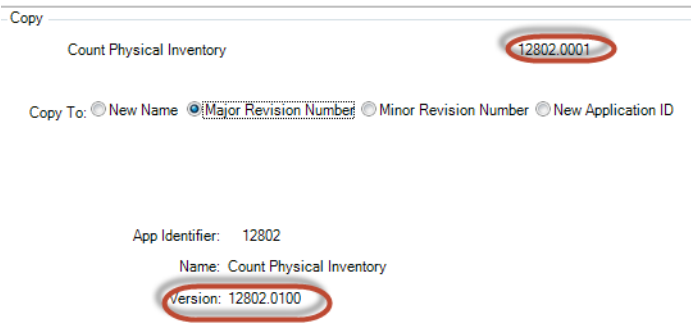 Copy
Count Physical Inventory 12802.0001
Copy To: New Name Major Revision Number Minor Revision Number New Application ID
App Identifier: 12802
Name: Count Physical Inventory
Version: 12802.0100